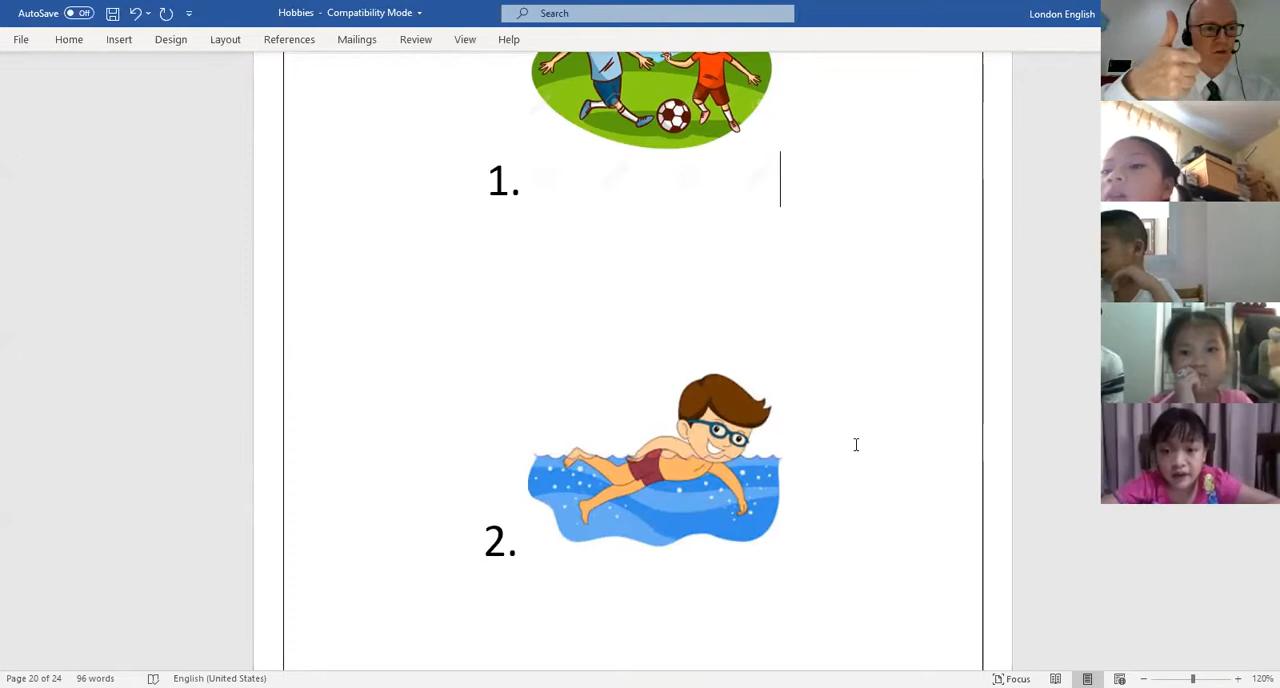 AutoSave Off Hobbies - Compatibility Mode Search London English
File Home Insert Design Layout References Mailings Review View Help
1.
2.
Page 20 of 24 96 words English (United States) Focus 120%